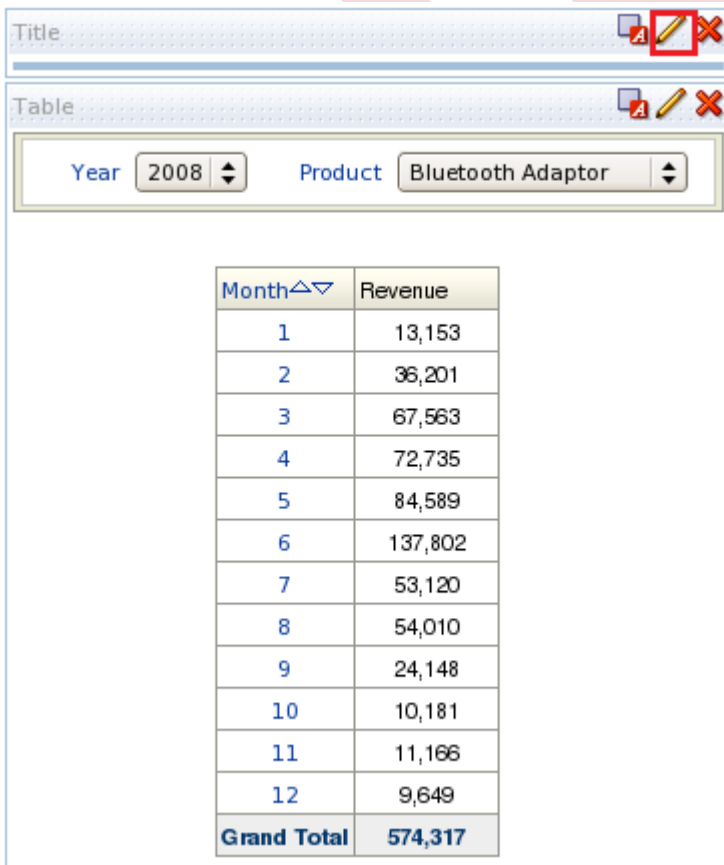 Title
Table
Year 2008 Product Bluetooth Adaptor
Month Revenue
1 13,153
2 36,201
3 67,563
4 72,735
5 84,589
6 137,802
7 53,120
8 54,010
9 24,148
10 10,181
11 11,166
12 9,649
Grand Total 574,317